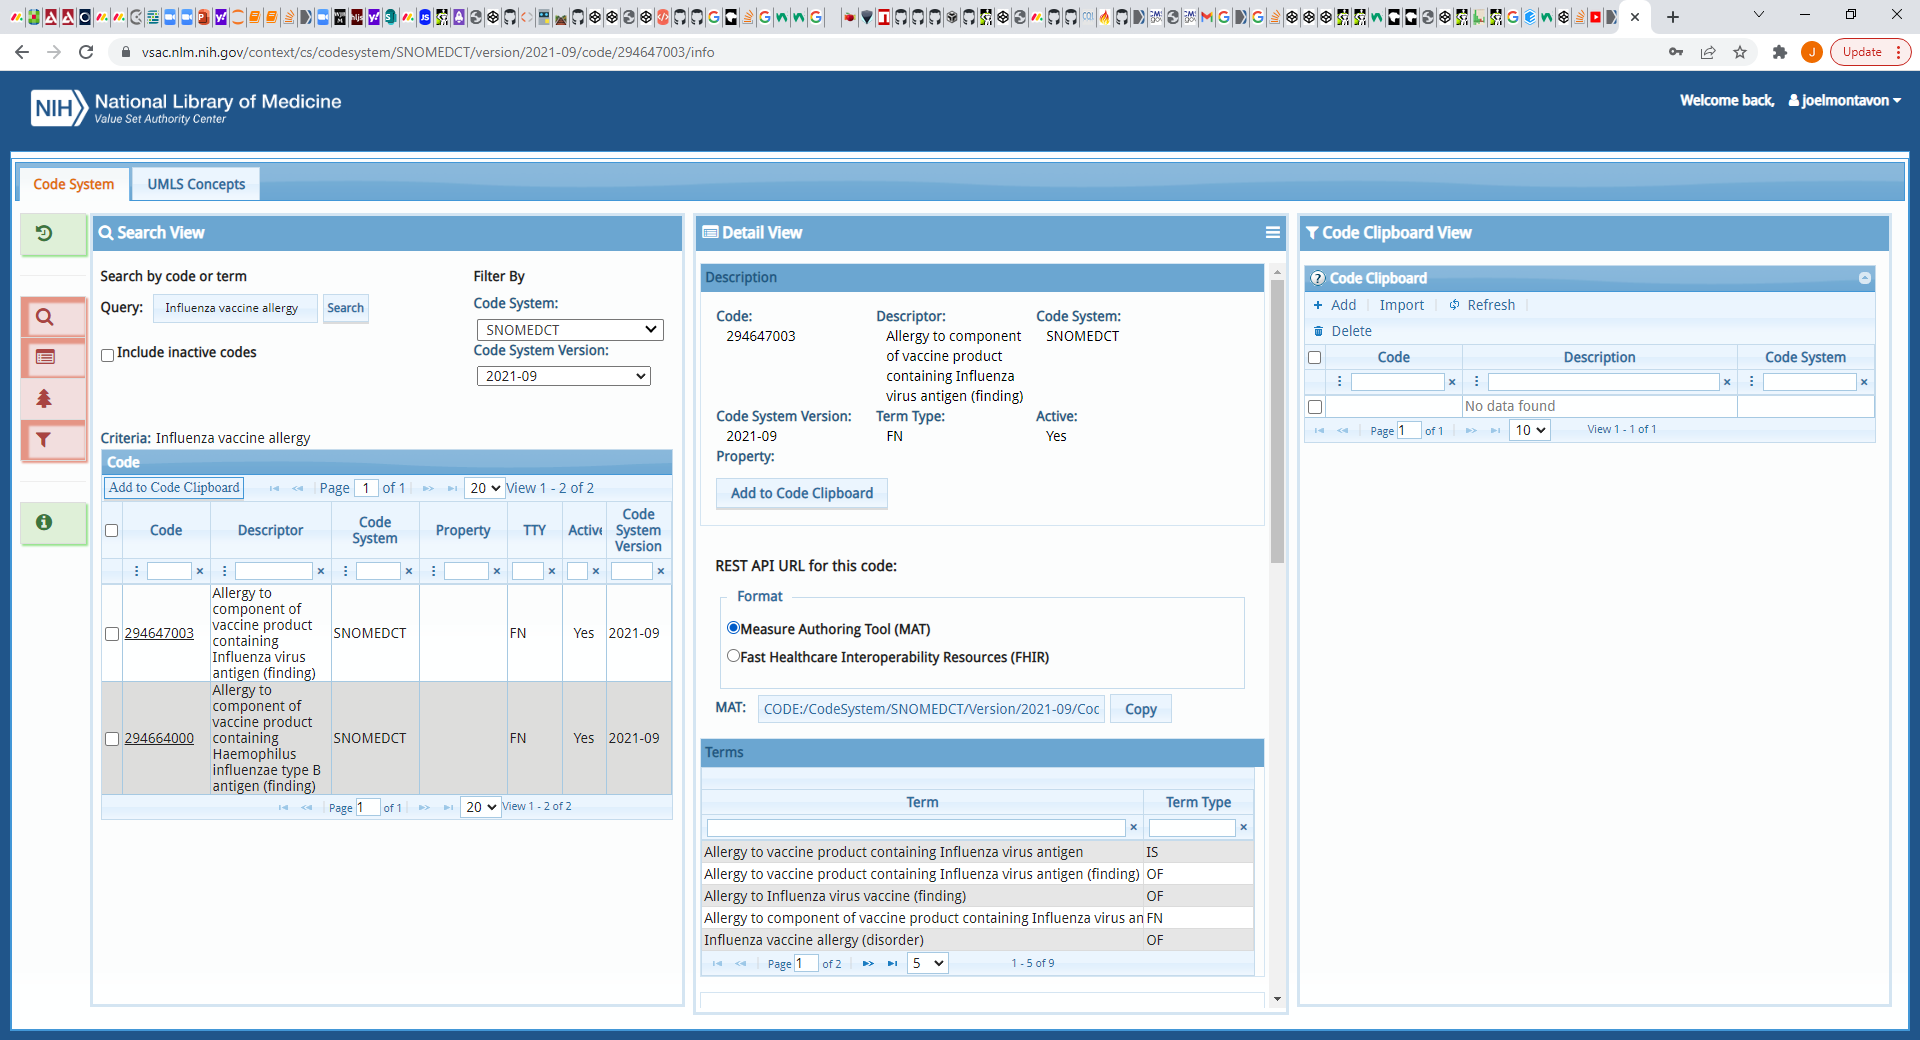 vsac.nlm.nih.gov/context/cs/codesystem/SNOMEDCT/version/2021-09/code/294647003/info
J
Update
NIH National Library of Medicine
Value Set Authority Center
Welcome back, joelmontavon
Code System
UMLS Concepts
Search View
Search by code or term
Query: Influenza vaccine allergy Search
Include inactive codes
Filter By
Code System:
SNOMEDCT
Code System Version:
2021-09
Criteria: Influenza vaccine allergy
Code
Add to Code Clipboard Page 1 of 1 20 View 1 - 2 of 2
Code Descriptor Code System Property TTY Active Code System Version
x x x x x x x
294647003 Allergy to component of vaccine product containing Influenza virus antigen (finding) SNOMEDCT FN Yes 2021-09
294664000 Allergy to component of vaccine product containing Haemophilus influenzae type B antigen (finding) SNOMEDCT FN Yes 2021-09
Page 1 of 1 20 View 1 - 2 of 2
Detail View
Description
Code: Descriptor: Code System:
294647003 Allergy to component SNOMEDCT
of vaccine product
containing Influenza
virus antigen (finding)
Code System Version: Term Type: Active:
2021-09 FN Yes
Property:
Add to Code Clipboard
REST API URL for this code:
Format
Measure Authoring Tool (MAT)
Fast Healthcare Interoperability Resources (FHIR)
MAT: CODE:/CodeSystem/SNOMEDCT/Version/2021-09/Coc Copy
Terms
Term Term Type
x x
Allergy to vaccine product containing Influenza virus antigen IS
Allergy to vaccine product containing Influenza virus antigen (finding) OF
Allergy to Influenza virus vaccine (finding) OF
Allergy to component of vaccine product containing Influenza virus an FN
Influenza vaccine allergy (disorder) OF
Page 1 of 2 5 1 - 5 of 9
Code Clipboard View
? Code Clipboard
+ Add Import Refresh
Delete
Code Description Code System
x x x
No data found
Page 1 of 1 10 View 1 - 1 of 1